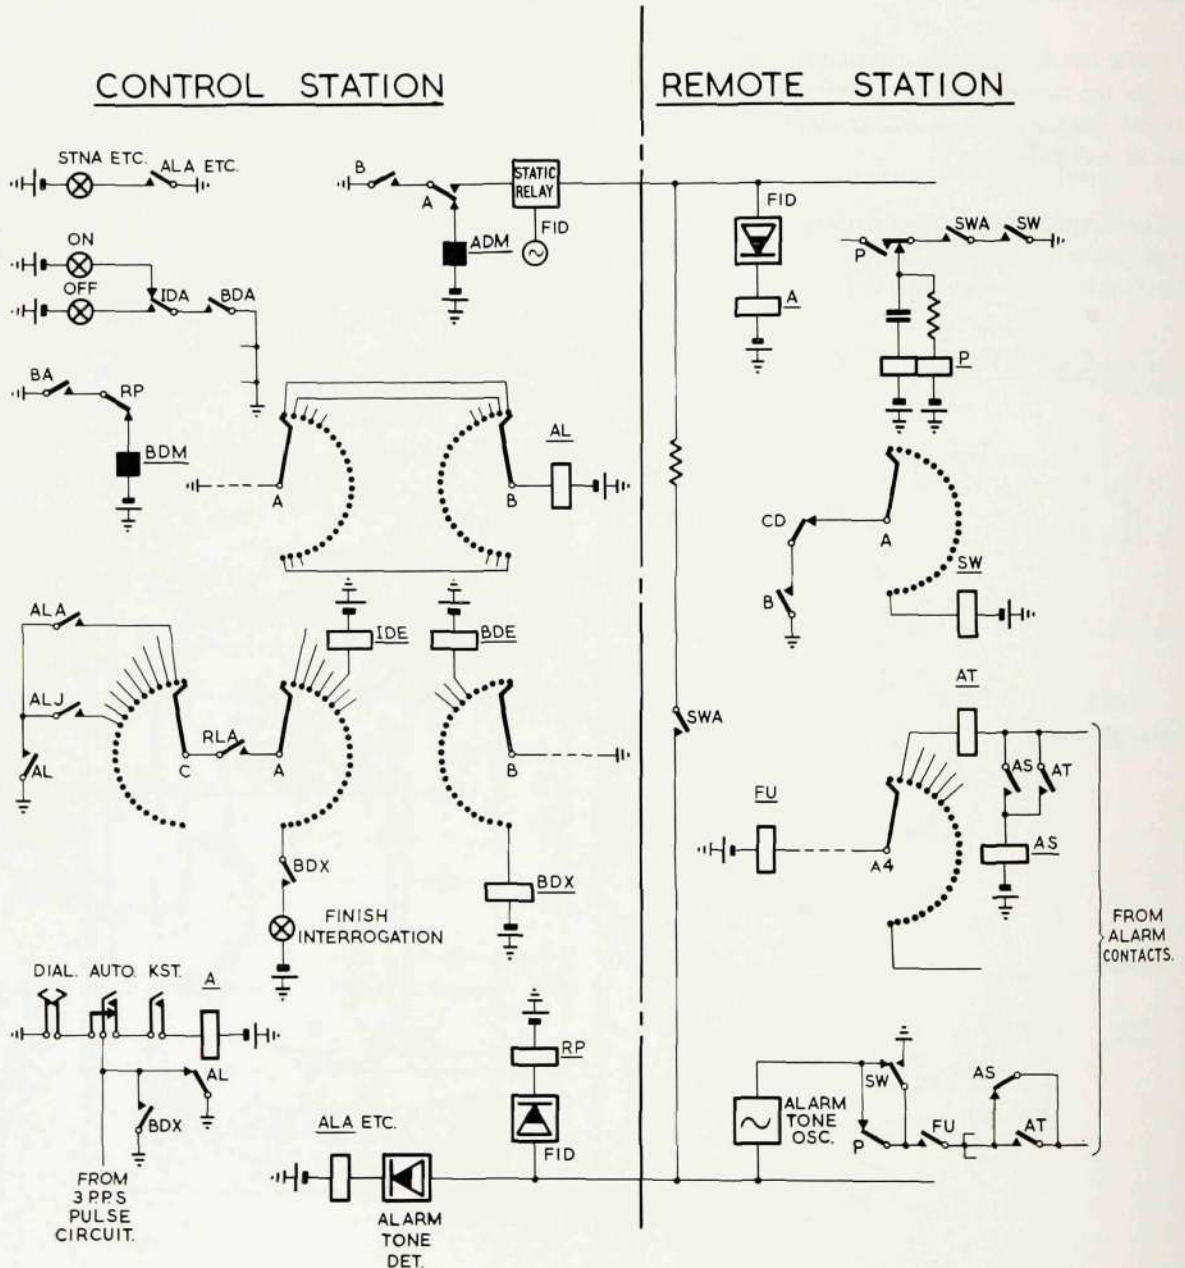 CONTROL STATION
REMOTE STATION
STNA ETC.
ALA ETC.
B
A
STATIC
RELAY
FID
ADM
ON
OFF
IDA
BDA
BA
RP
BDM
A
B
AL
FID
A
P
SWA
SW
P
CD
B
A
SW
ALA
ALJ
AL
C
RLA
A
IDE
BDE
B
BDX
FINISH
INTERROGATION
BDX
SWA
AT
AS
AT
AS
FU
A4
FROM
ALARM
CONTACTS.
DIAL.
AUTO.
KST.
A
AL
BDX
FROM
3 P.P.S
PULSE
CIRCUIT.
ALA ETC.
ALARM
TONE
DET.
RP
FID
ALARM
TONE
OSC.
SW
P
FU
AS
AT